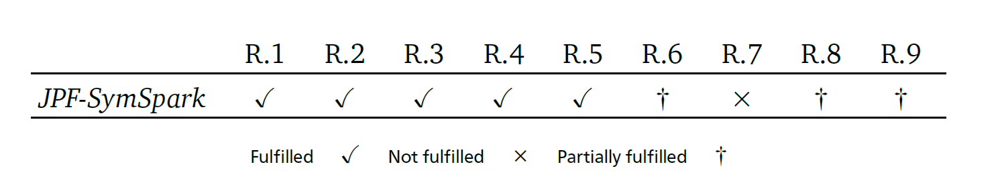 R.1 R.2 R.3 R.4 R.5 R.6 R.7 R.8 R.9
JPF-SymSpark ✓ ✓ ✓ ✓ ✓ † × † †
Fulfilled ✓ Not fulfilled × Partially fulfilled †